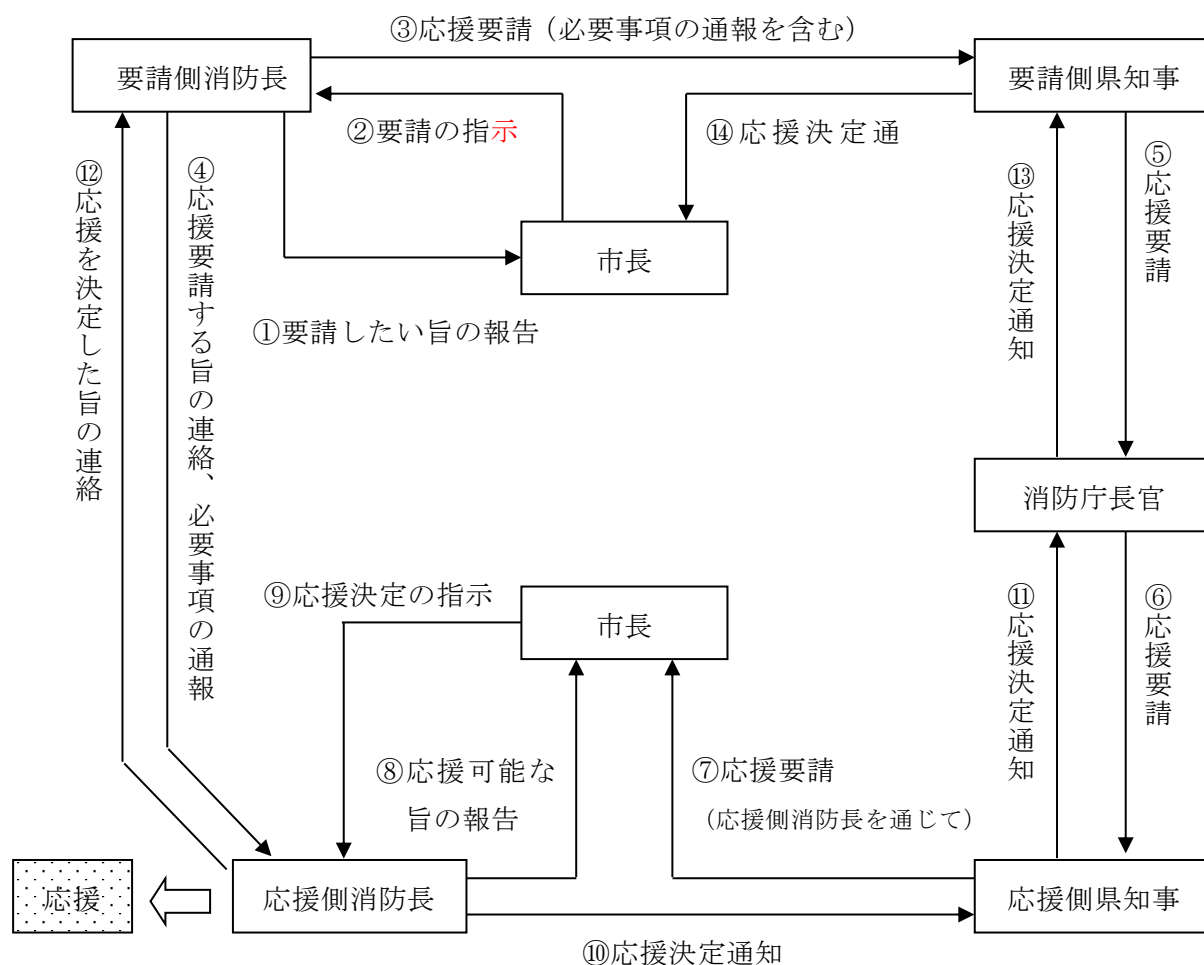 ③応援要請（必要事項の通報を含む）
要請側消防長
要請側県知事
②要請の指示
⑭応援決定通
⑫応援を決定した旨の連絡
④応援要請する旨の連絡、必要事項の通報
⑬応援決定通知
⑤応援要請
市長
①要請したい旨の報告
消防庁長官
⑨応援決定の指示
市長
⑪応援決定通知
⑥応援要請
⑧応援可能な
旨の報告
⑦応援要請
（応援側消防長を通じて）
応援
応援側消防長
応援側県知事
⑩応援決定通知